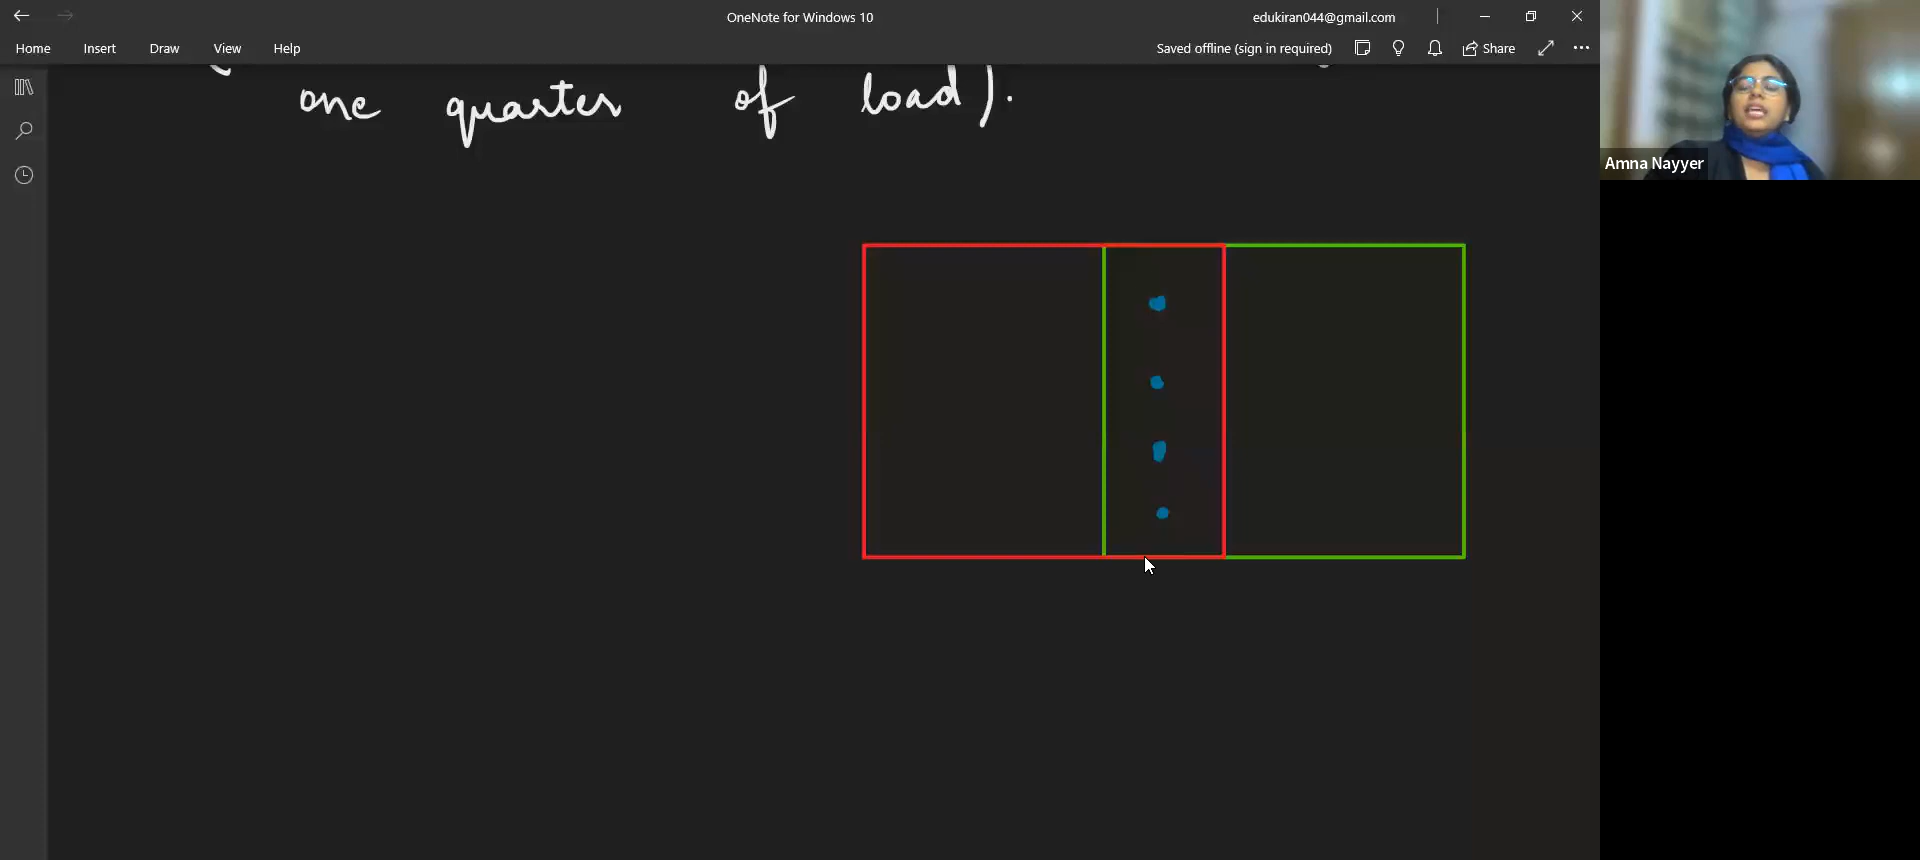 OneNote for Windows 10
edukiran044@gmail.com
Home Insert Draw View Help
Saved offline (sign in required) Share
one quarter of load).
Amna Nayyer